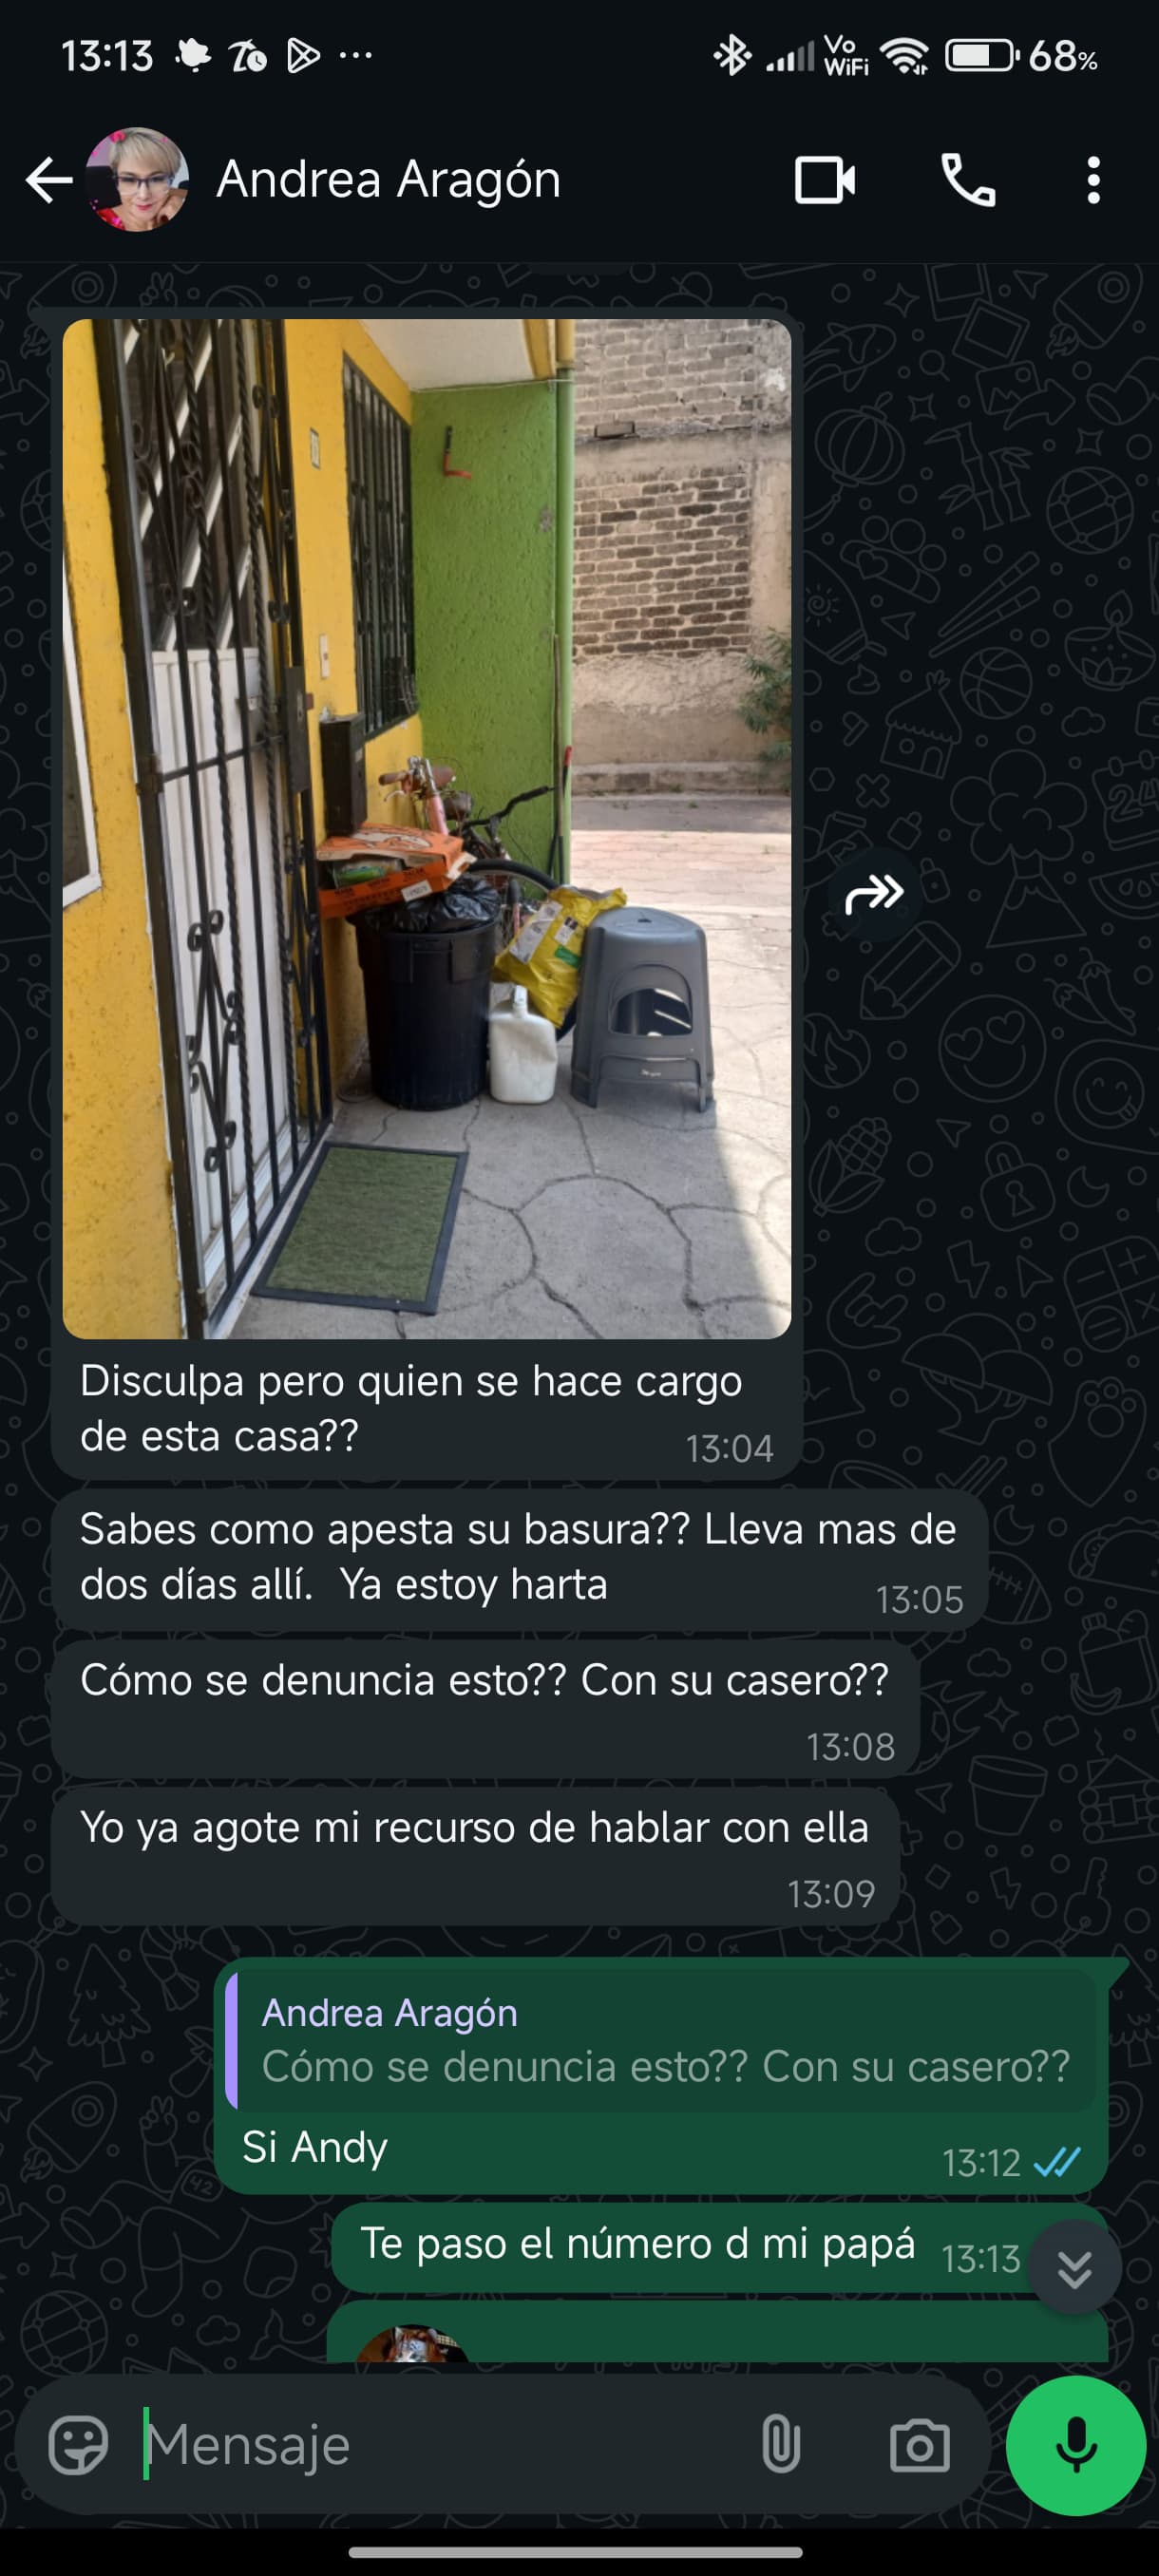 13:13
Vo
WiFi
68%
Andrea Aragón
Disculpa pero quien se hace cargo
de esta casa??
13:04
Sabes como apesta su basura?? Lleva mas de
dos días allí.  Ya estoy harta
13:05
Cómo se denuncia esto?? Con su casero??
13:08
Yo ya agote mi recurso de hablar con ella
13:09
Andrea Aragón
Cómo se denuncia esto?? Con su casero??
Si Andy
13:12
Te paso el número d mi papá
13:13
Mensaje